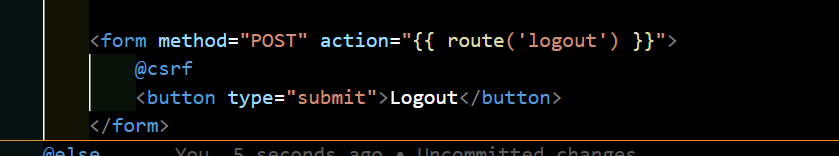 <form method="POST" action="{{ route('logout') }}">
@csrf
<button type="submit">Logout</button>
</form>
@else You, 5 seconds ago • Uncommitted changes